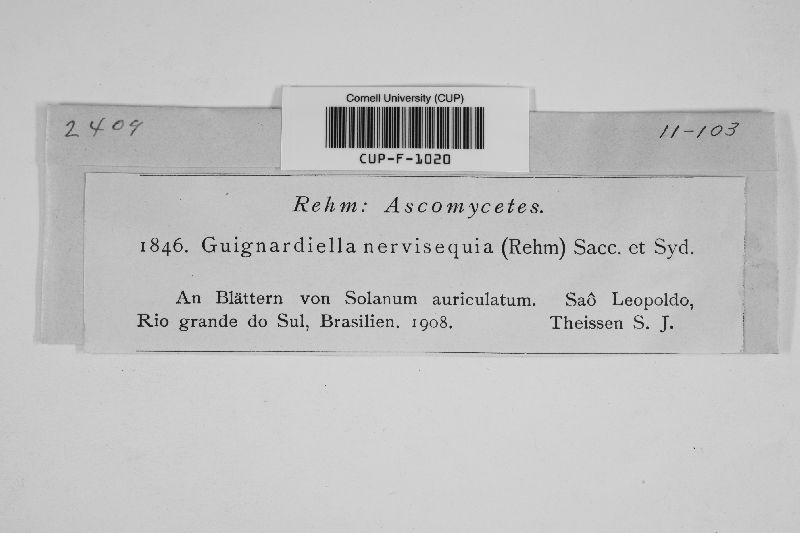 Cornell University (CUP)
CUP-F-1020
2409
11-103
Rehm: Ascomycetes.
1846. Guignardiella nervisequia (Rehm) Sacc. et Syd.
An Blättern von Solanum auriculatum. Saô Leopoldo,
Rio grande do Sul, Brasilien. 1908. Theissen S. J.